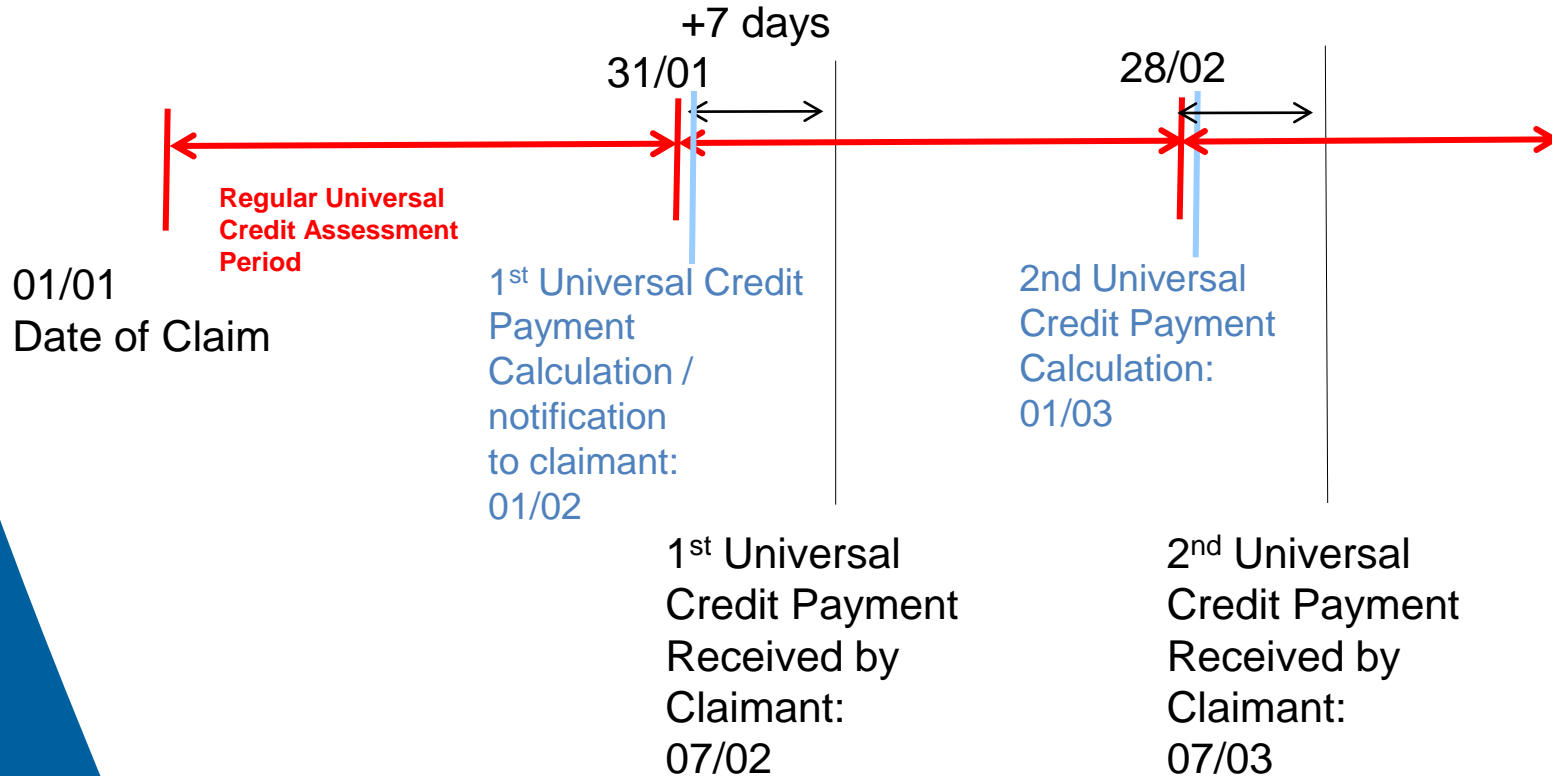 +7 days
31/01
28/02
Regular Universal
Credit Assessment
Period
01/01
Date of Claim
1st Universal Credit
Payment
Calculation /
notification
to claimant:
01/02
2nd Universal
Credit Payment
Calculation:
01/03
1st Universal
Credit Payment
Received by
Claimant:
07/02
2nd Universal
Credit Payment
Received by
Claimant:
07/03